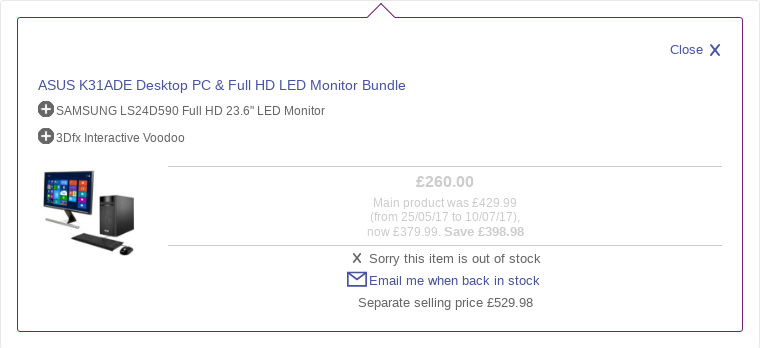 Close X
ASUS K31ADE Desktop PC & Full HD LED Monitor Bundle
SAMSUNG LS24D590 Full HD 23.6" LED Monitor
3Dfx Interactive Voodoo
£260.00
Main product was £429.99
(from 25/05/17 to 10/07/17),
now £379.99. Save £398.98
Sorry this item is out of stock
Email me when back in stock
Separate selling price £529.98